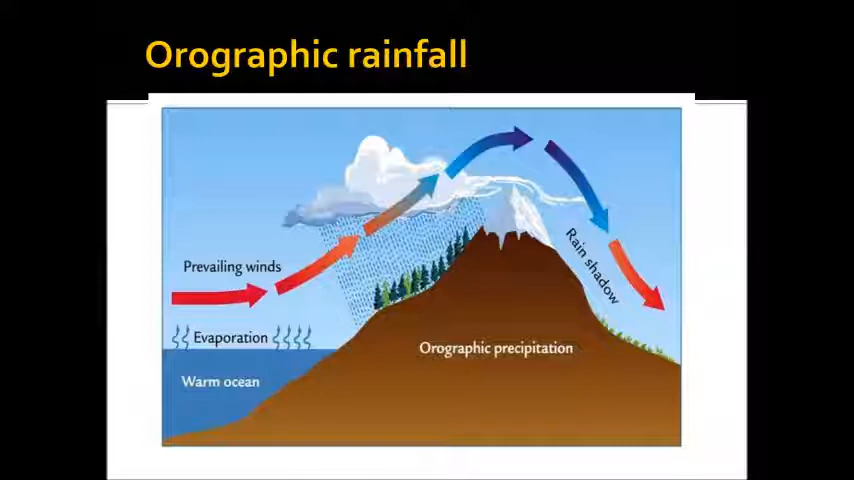 Orographic rainfall
Prevailing winds
Rain shadow
Evaporation
Orographic precipitation
Warm ocean